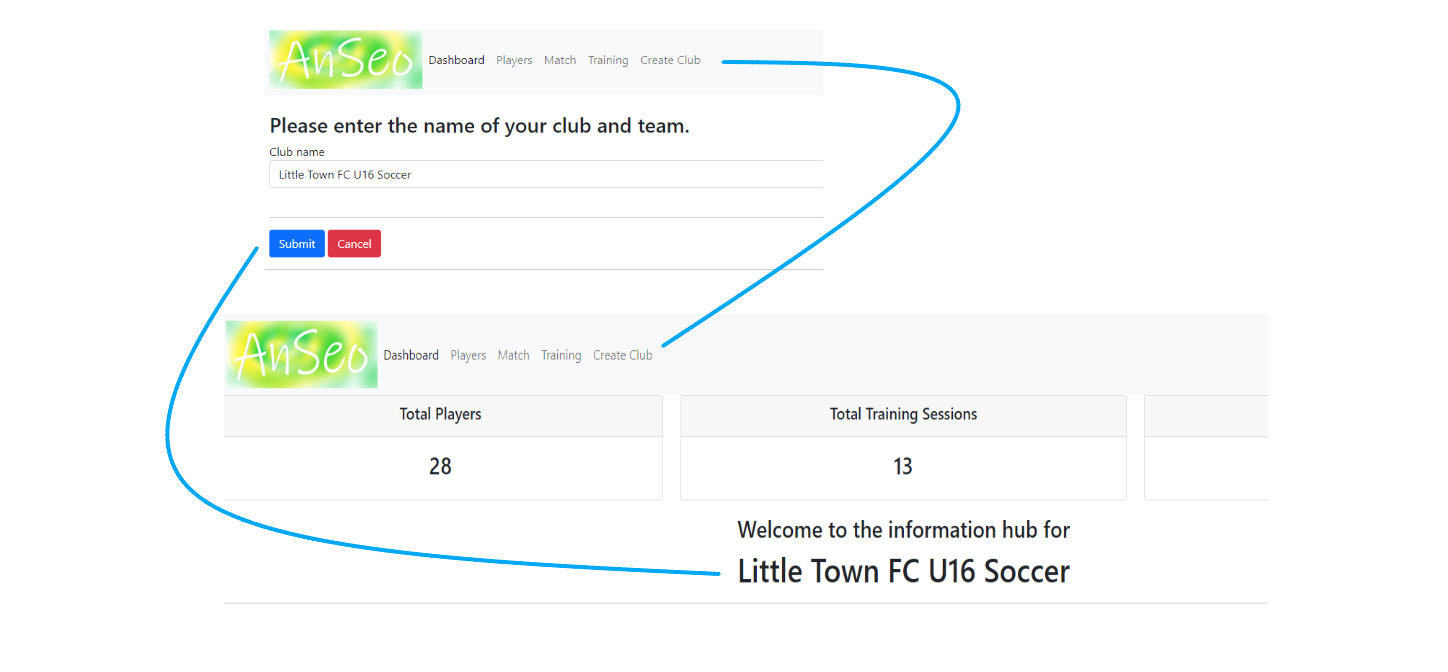 AnSeo Dashboard Players Match Training Create Club
Please enter the name of your club and team.
Club name
Little Town FC U16 Soccer
Submit Cancel
AnSeo Dashboard Players Match Training Create Club
Total Players Total Training Sessions
28 13
Welcome to the information hub for
Little Town FC U16 Soccer